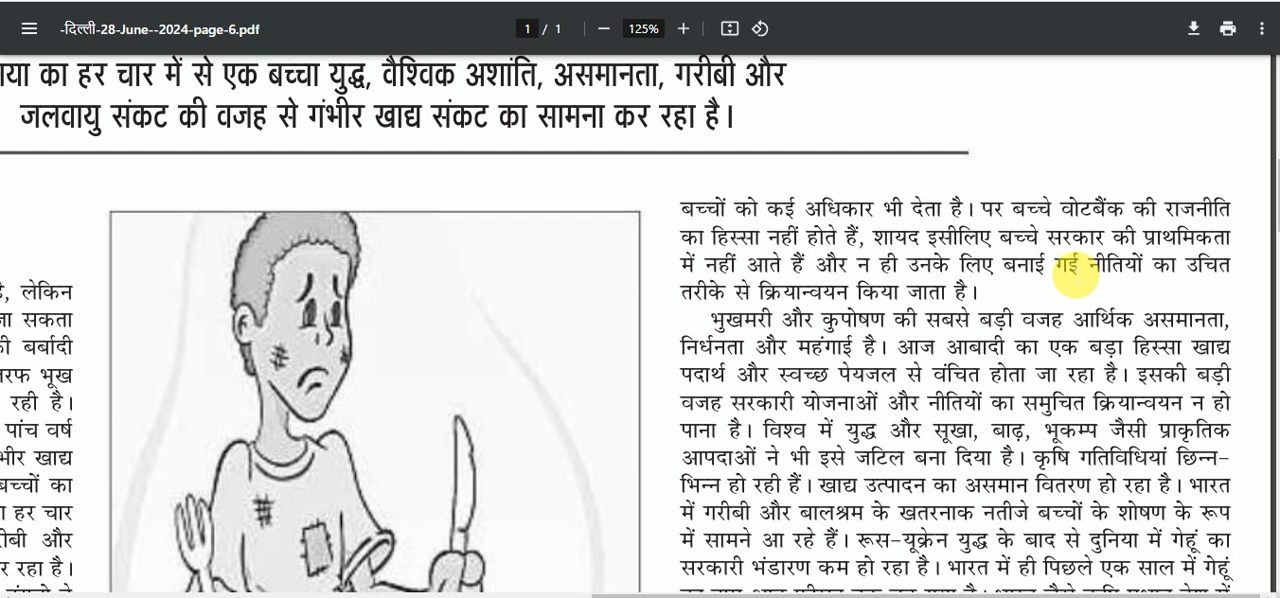 -दिल्ली-28-June--2024-page-6.pdf
1 / 1
125%
का हर चार में से एक बच्चा युद्ध, वैश्विक अशांति, असमानता, गरीबी और
जलवायु संकट की वजह से गंभीर खाद्य संकट का सामना कर रहा है।
लेकिन
सकता
बर्बादी
तरफ भूख
रही है।
पांच वर्ष
खाद्य
बच्चों का
हर चार
और
रहा है।
बच्चों को कई अधिकार भी देता है। पर बच्चे वोटबैंक की राजनीति
का हिस्सा नहीं होते हैं, शायद इसीलिए बच्चे सरकार की प्राथमिकता
में नहीं आते हैं और न ही उनके लिए बनाई गई नीतियों का उचित
तरीके से क्रियान्वयन किया जाता है।
भुखमरी और कुपोषण की सबसे बड़ी वजह आर्थिक असमानता,
निर्धनता और महंगाई है। आज आबादी का एक बड़ा हिस्सा खाद्य
पदार्थ और स्वच्छ पेयजल से वंचित होता जा रहा है। इसकी बड़ी
वजह सरकारी योजनाओं और नीतियों का समुचित क्रियान्वयन न हो
पाना है। विश्व में युद्ध और सूखा, बाढ़, भूकम्प जैसी प्राकृतिक
आपदाओं ने भी इसे जटिल बना दिया है। कृषि गतिविधियां छिन्न-
भिन्न हो रही हैं। खाद्य उत्पादन का असमान वितरण हो रहा है। भारत
में गरीबी और बालश्रम के खतरनाक नतीजे बच्चों के शोषण के रूप
में सामने आ रहे हैं। रूस-यूक्रेन युद्ध के बाद से दुनिया में गेहूं का
सरकारी भंडारण कम हो रहा है। भारत में ही पिछले एक साल में गेहूं